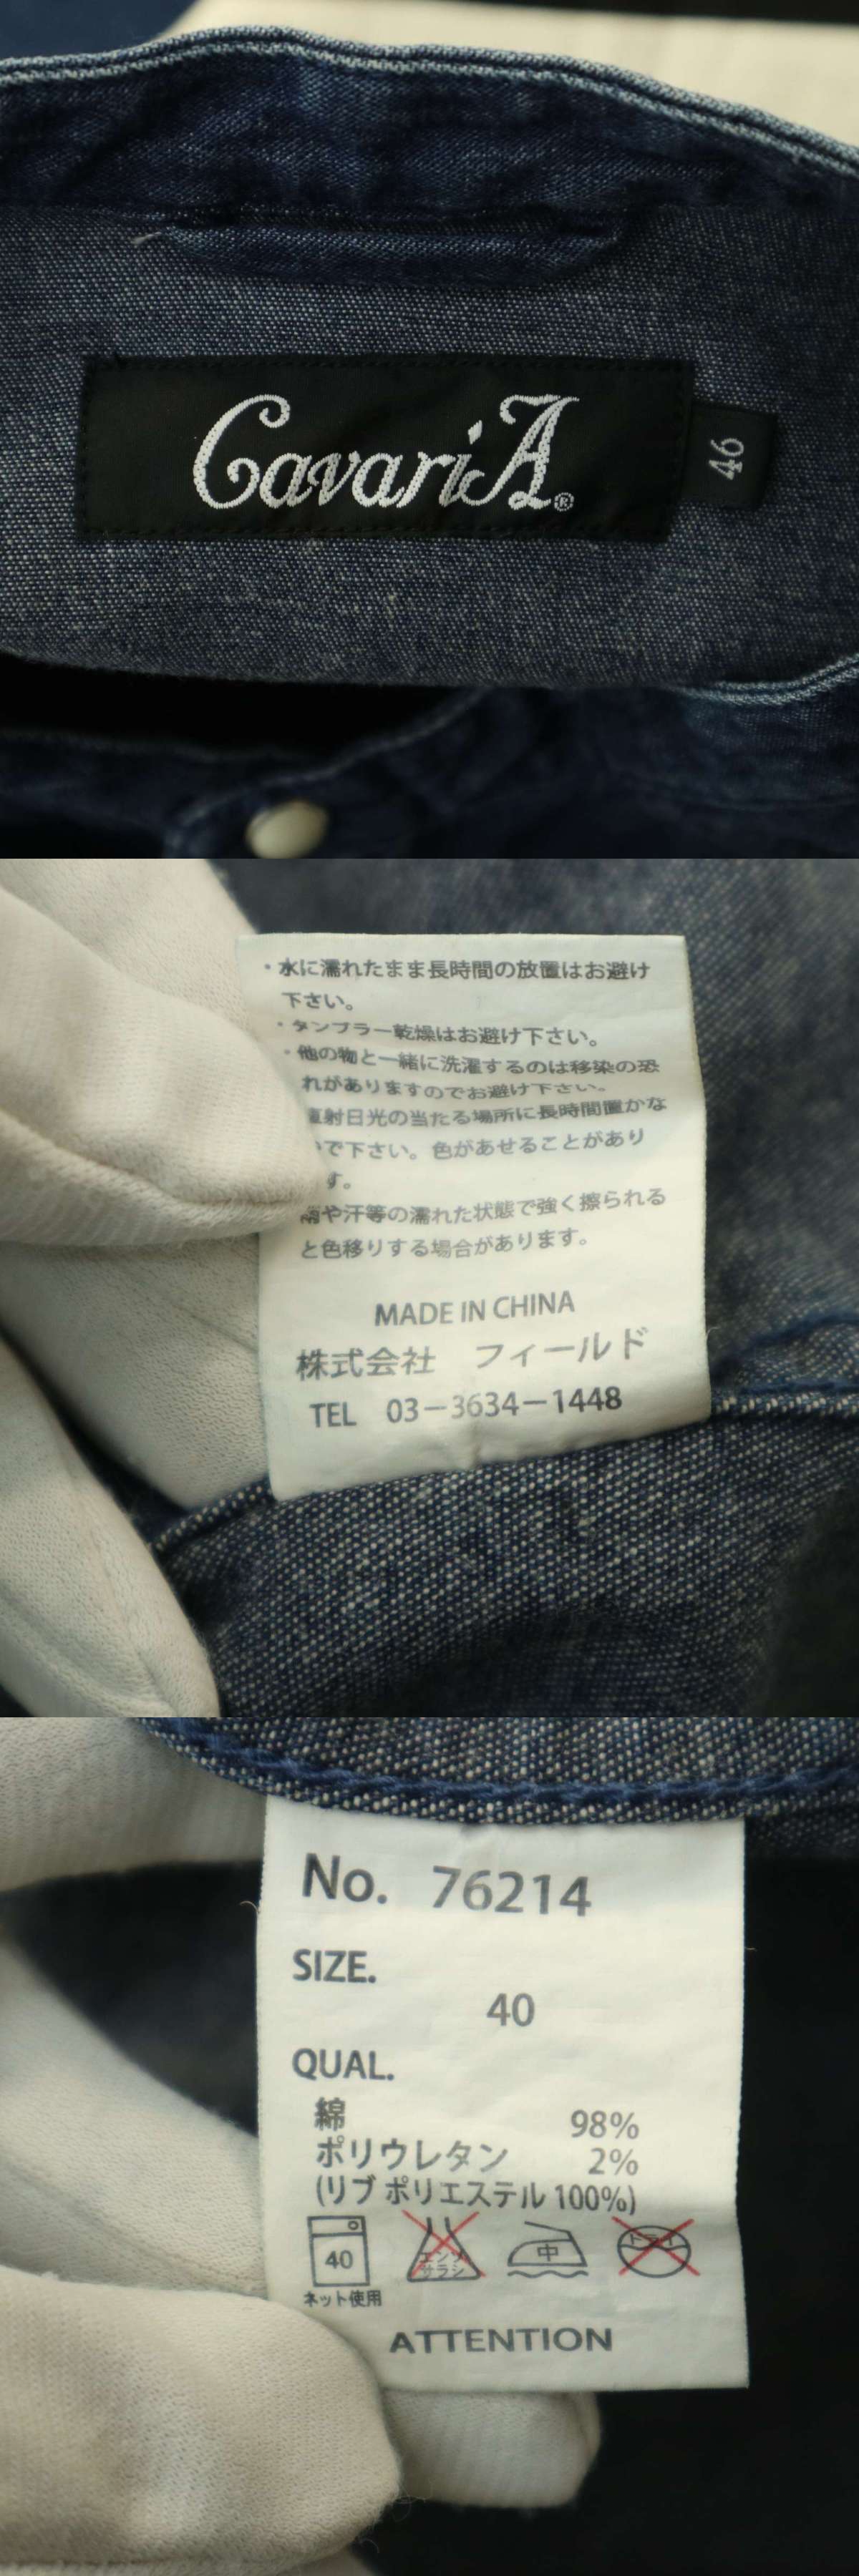 CavariA®
46
・水に濡れたまま長時間の放置はお避け
下さい。
・タンブラー乾燥はお避け下さい。
・他の物と一緒に洗濯するのは移染の恐
れがありますのでお避け下さい。
直射日光の当たる場所に長時間置かな
で下さい。色があせることがあり
す。
雨や汗等の濡れた状態で強く擦られる
と色移りする場合があります。
MADE IN CHINA
株式会社 フィールド
TEL 03-3634-1448
No. 76214
SIZE.
40
QUAL.
綿 98%
ポリウレタン 2%
(リブ ポリエステル 100%)
40
エンソ
サラシ
中
ドライ
ネット使用
ATTENTION